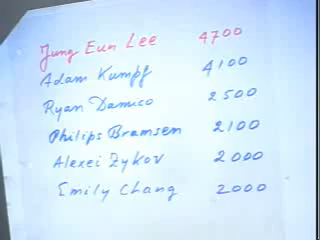 Jung Eun Lee 4700
Adam Kumpf 4100
Ryan Damico 2500
Philips Bramsen 2100
Alexei Zykov 2000
Emily Chang 2000